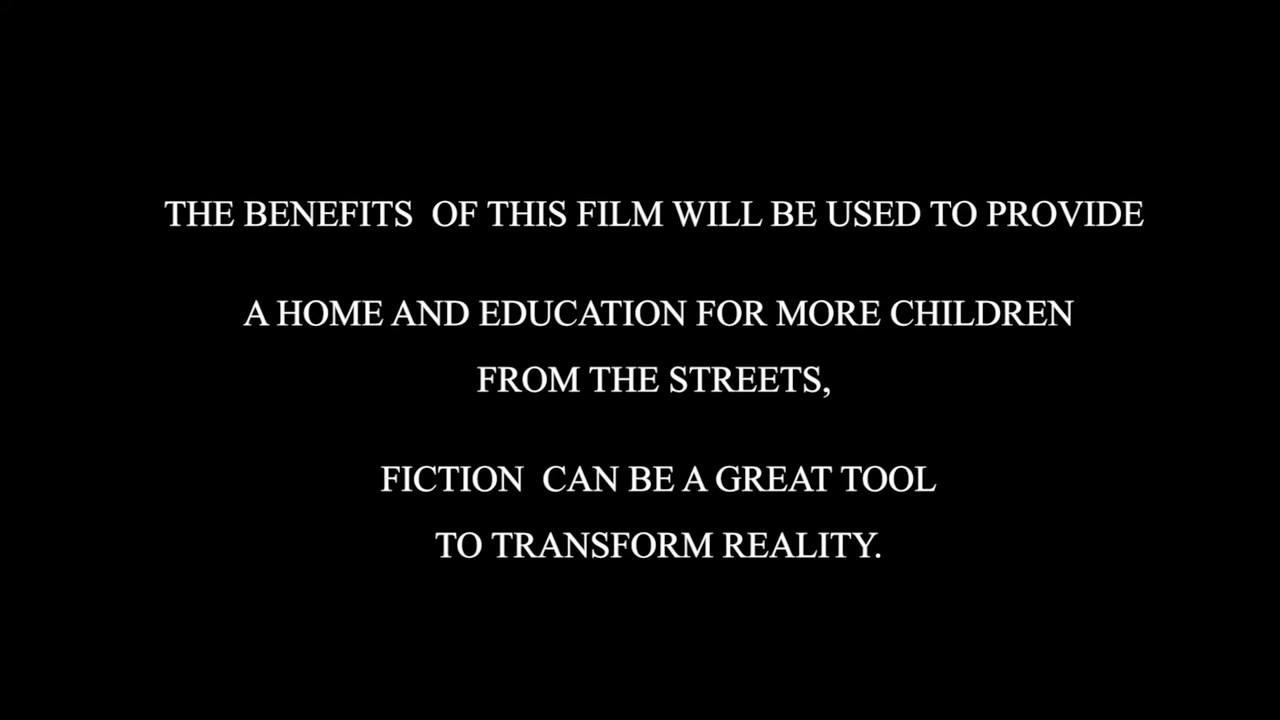 THE BENEFITS  OF THIS FILM WILL BE USED TO PROVIDE
A HOME AND EDUCATION FOR MORE CHILDREN
FROM THE STREETS,
FICTION  CAN BE A GREAT TOOL
TO TRANSFORM REALITY.